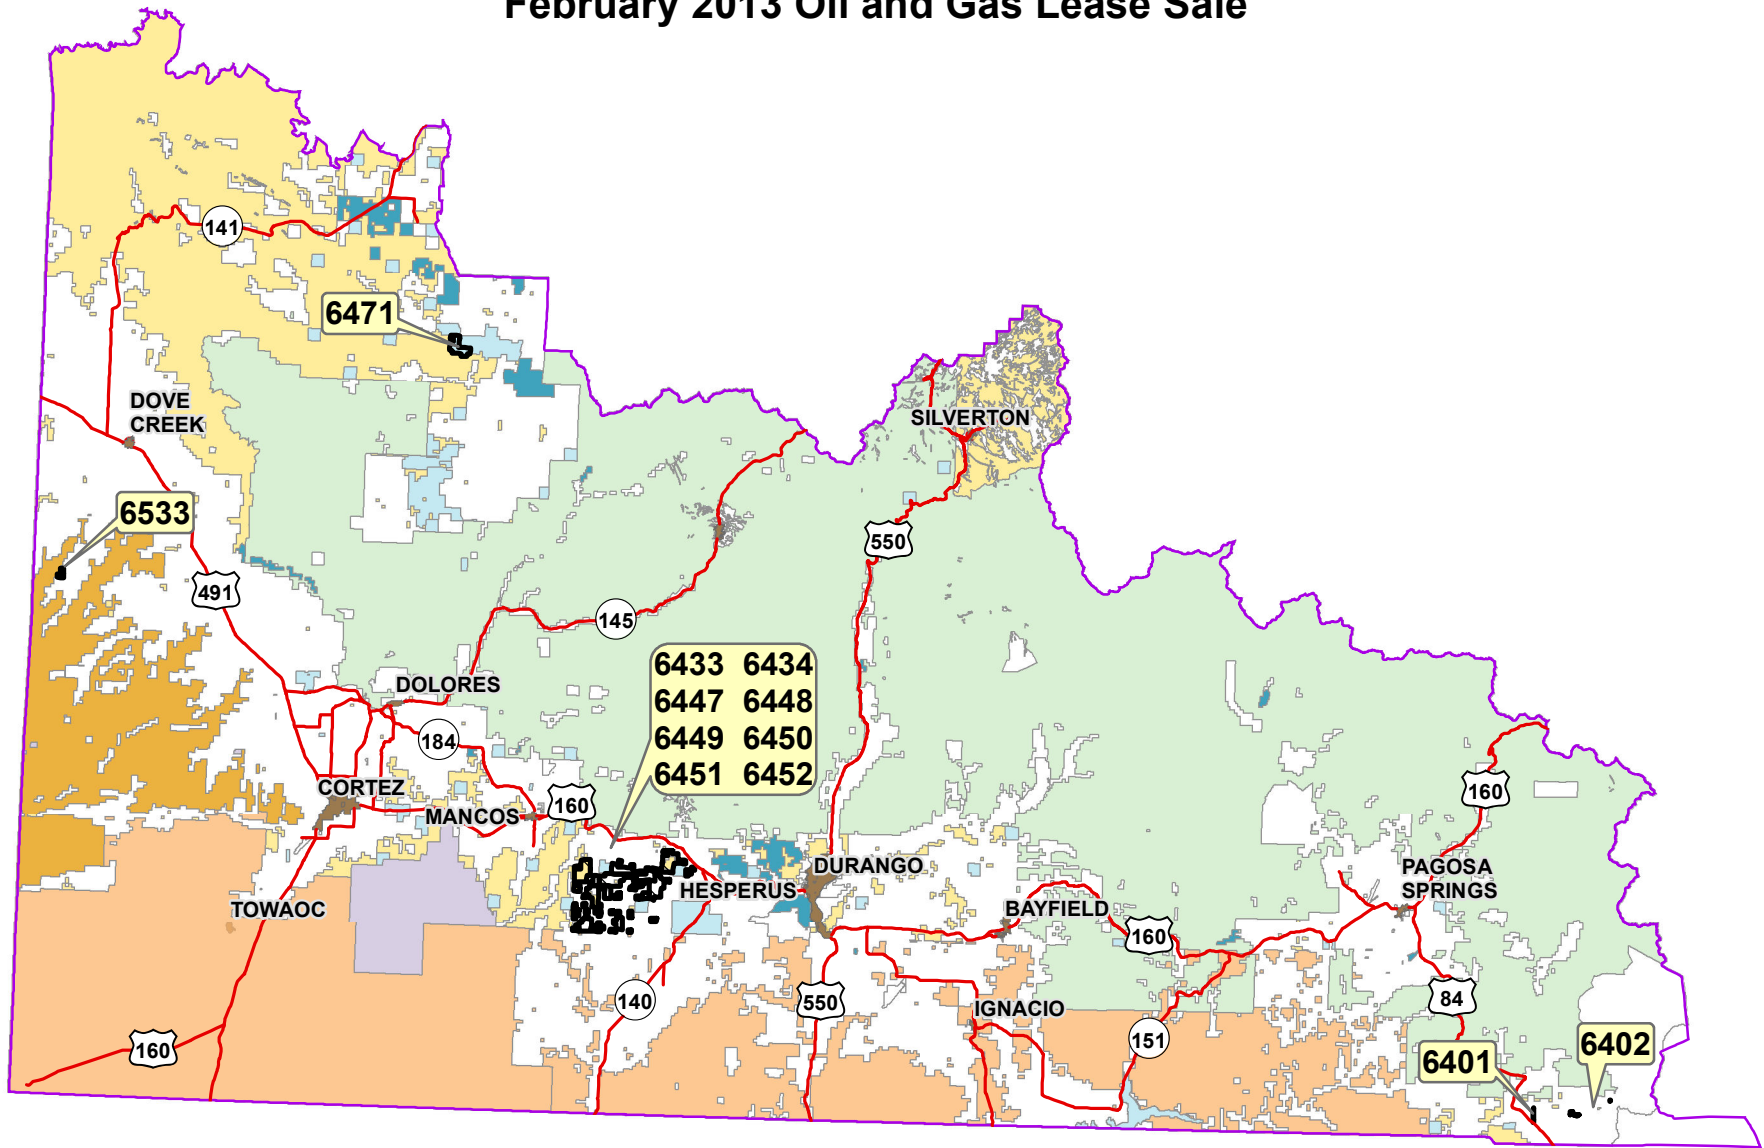 February 2013 Oil and Gas Lease Sale
141
6471
DOVE
CREEK
SILVERTON
6533
550
491
145
6433 6434
6447 6448
6449 6450
6451 6452
DOLORES
184
CORTEZ
MANCOS
160
160
DURANGO
HESPERUS
PAGOSA
SPRINGS
TOWAOC
BAYFIELD
160
140
550
IGNACIO
84
151
160
6401
6402